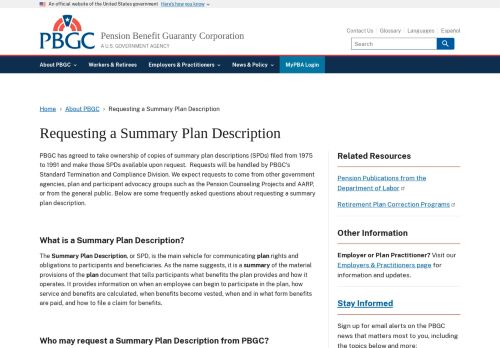 An official website of the United States government Here's how you know
PBGC
Pension Benefit Guaranty Corporation
A U.S. GOVERNMENT AGENCY
Contact Us Glossary Languages Español
Search
About PBGC Workers & Retirees Employers & Practitioners News & Policy MyPBA Login
Home › About PBGC › Requesting a Summary Plan Description
Requesting a Summary Plan Description
PBGC has agreed to take ownership of copies of summary plan descriptions (SPDs) filed from 1975
to 1991 and make those SPDs available upon request. Requests will be handled by PBGC's
Standard Termination and Compliance Division. We expect requests to come from other government
agencies, plan and participant advocacy groups such as the Pension Counseling Projects and AARP,
or from the general public. Below are some frequently asked questions about requesting a summary
plan description.
What is a Summary Plan Description?
The Summary Plan Description, or SPD, is the main vehicle for communicating plan rights and
obligations to participants and beneficiaries. As the name suggests, it is a summary of the material
provisions of the plan document that tells participants what benefits the plan provides and how it
operates. It provides information on when an employee can begin to participate in the plan, how
service and benefits are calculated, when benefits become vested, when and in what form benefits
are paid, and how to file a claim for benefits.
Who may request a Summary Plan Description from PBGC?
Related Resources
Pension Publications from the
Department of Labor
Retirement Plan Correction Programs
Other Information
Employer or Plan Practitioner? Visit our
Employers & Practitioners page for
information and updates.
Stay Informed
Sign up for email alerts on the PBGC
news that matters most to you, including
the topics below and more: